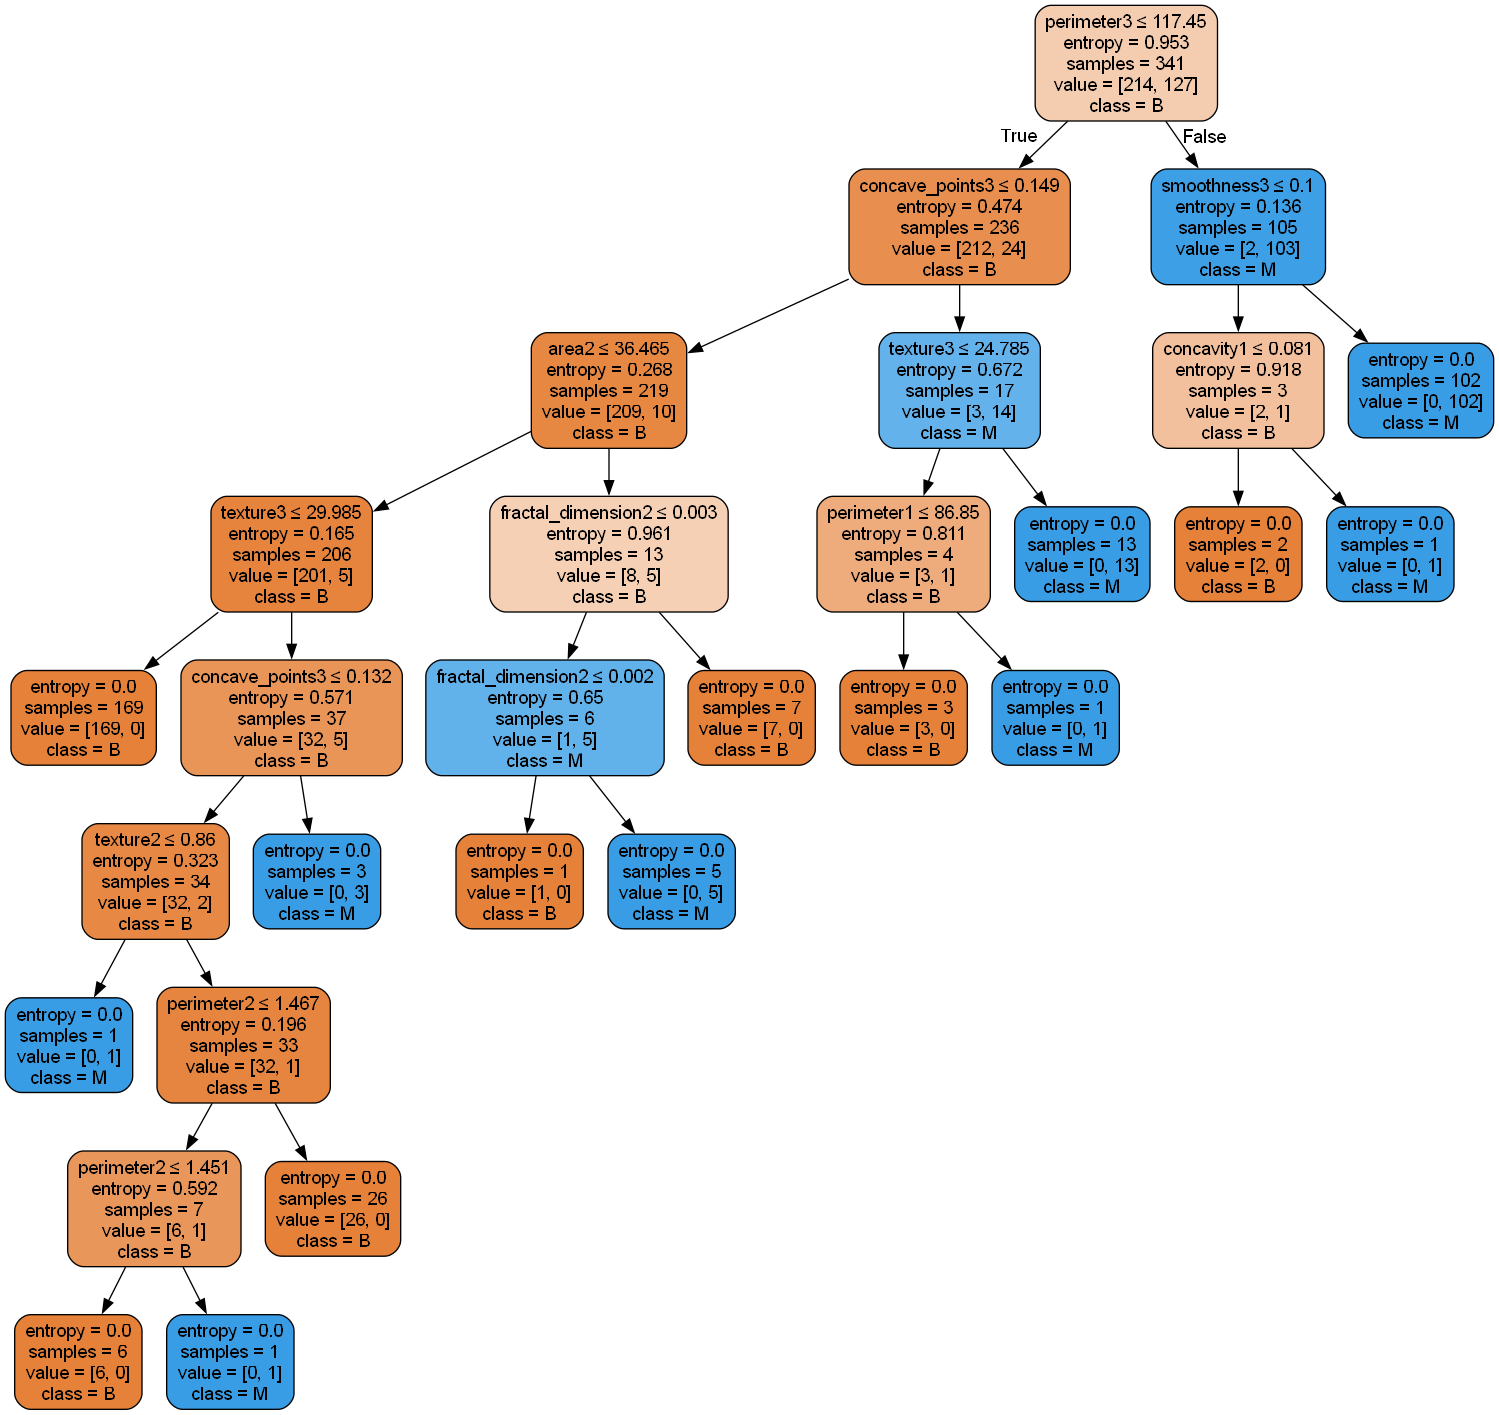 perimeter3 ≤ 117.45
entropy = 0.953
samples = 341
value = [214, 127]
class = B
True
False
concave_points3 ≤ 0.149
entropy = 0.474
samples = 236
value = [212, 24]
class = B
smoothness3 ≤ 0.1
entropy = 0.136
samples = 105
value = [2, 103]
class = M
area2 ≤ 36.465
entropy = 0.268
samples = 219
value = [209, 10]
class = B
texture3 ≤ 24.785
entropy = 0.672
samples = 17
value = [3, 14]
class = M
concavity1 ≤ 0.081
entropy = 0.918
samples = 3
value = [2, 1]
class = B
entropy = 0.0
samples = 102
value = [0, 102]
class = M
texture3 ≤ 29.985
entropy = 0.165
samples = 206
value = [201, 5]
class = B
fractal_dimension2 ≤ 0.003
entropy = 0.961
samples = 13
value = [8, 5]
class = B
perimeter1 ≤ 86.85
entropy = 0.811
samples = 4
value = [3, 1]
class = B
entropy = 0.0
samples = 13
value = [0, 13]
class = M
entropy = 0.0
samples = 2
value = [2, 0]
class = B
entropy = 0.0
samples = 1
value = [0, 1]
class = M
entropy = 0.0
samples = 169
value = [169, 0]
class = B
concave_points3 ≤ 0.132
entropy = 0.571
samples = 37
value = [32, 5]
class = B
fractal_dimension2 ≤ 0.002
entropy = 0.65
samples = 6
value = [1, 5]
class = M
entropy = 0.0
samples = 7
value = [7, 0]
class = B
entropy = 0.0
samples = 3
value = [3, 0]
class = B
entropy = 0.0
samples = 1
value = [0, 1]
class = M
texture2 ≤ 0.86
entropy = 0.323
samples = 34
value = [32, 2]
class = B
entropy = 0.0
samples = 3
value = [0, 3]
class = M
entropy = 0.0
samples = 1
value = [1, 0]
class = B
entropy = 0.0
samples = 5
value = [0, 5]
class = M
entropy = 0.0
samples = 1
value = [0, 1]
class = M
perimeter2 ≤ 1.467
entropy = 0.196
samples = 33
value = [32, 1]
class = B
perimeter2 ≤ 1.451
entropy = 0.592
samples = 7
value = [6, 1]
class = B
entropy = 0.0
samples = 26
value = [26, 0]
class = B
entropy = 0.0
samples = 6
value = [6, 0]
class = B
entropy = 0.0
samples = 1
value = [0, 1]
class = M